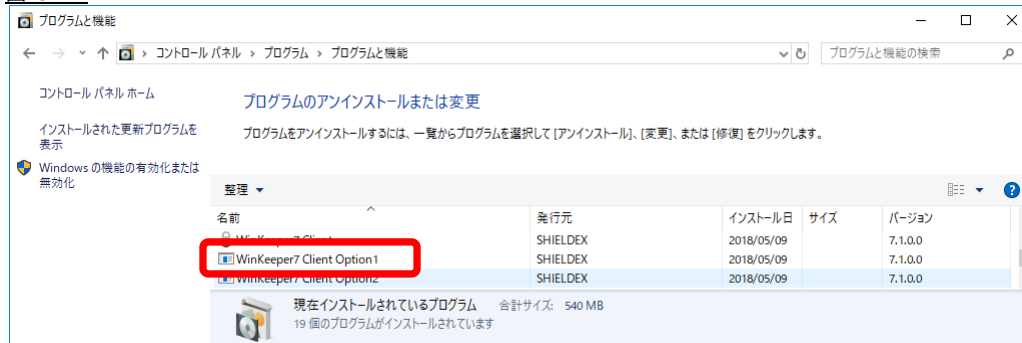 プログラムと機能
コントロール パネル › プログラム › プログラムと機能
プログラムと機能の検索
コントロール パネル ホーム
インストールされた更新プログラムを
表示
Windows の機能の有効化または
無効化
プログラムのアンインストールまたは変更
プログラムをアンインストールするには、一覧からプログラムを選択して [アンインストール]、[変更]、または [修復] をクリックします。
整理
名前 発行元 インストール日 サイズ バージョン
WinKeeper7 Client SHIELDEX 2018/05/09 7.1.0.0
WinKeeper7 Client Option1 SHIELDEX 2018/05/09 7.1.0.0
WinKeeper7 Client Option2 SHIELDEX 2018/05/09 7.1.0.0
現在インストールされているプログラム 合計サイズ: 540 MB
19 個のプログラムがインストールされています